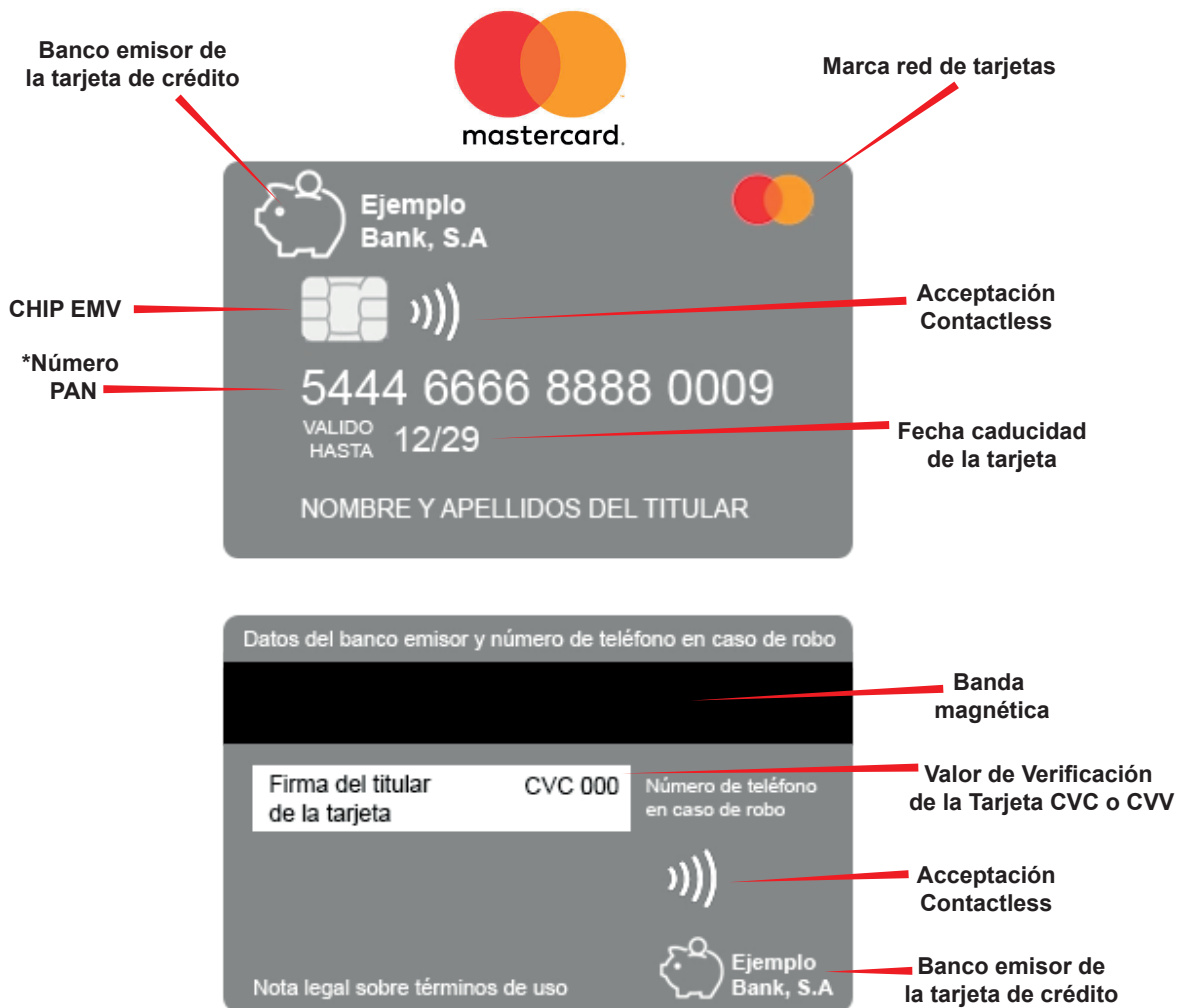 Banco emisor de
la tarjeta de crédito
mastercard.
Marca red de tarjetas
Ejemplo
Bank, S.A
CHIP EMV
Acceptación
Contactless
*Número
PAN
5444 6666 8888 0009
VALIDO
HASTA
12/29
Fecha caducidad
de la tarjeta
NOMBRE Y APELLIDOS DEL TITULAR
Datos del banco emisor y número de teléfono en caso de robo
Banda
magnética
Firma del titular
de la tarjeta
CVC 000
Número de teléfono
en caso de robo
Valor de Verificación
de la Tarjeta CVC o CVV
Acceptación
Contactless
Nota legal sobre términos de uso
Ejemplo
Bank, S.A
Banco emisor de
la tarjeta de crédito